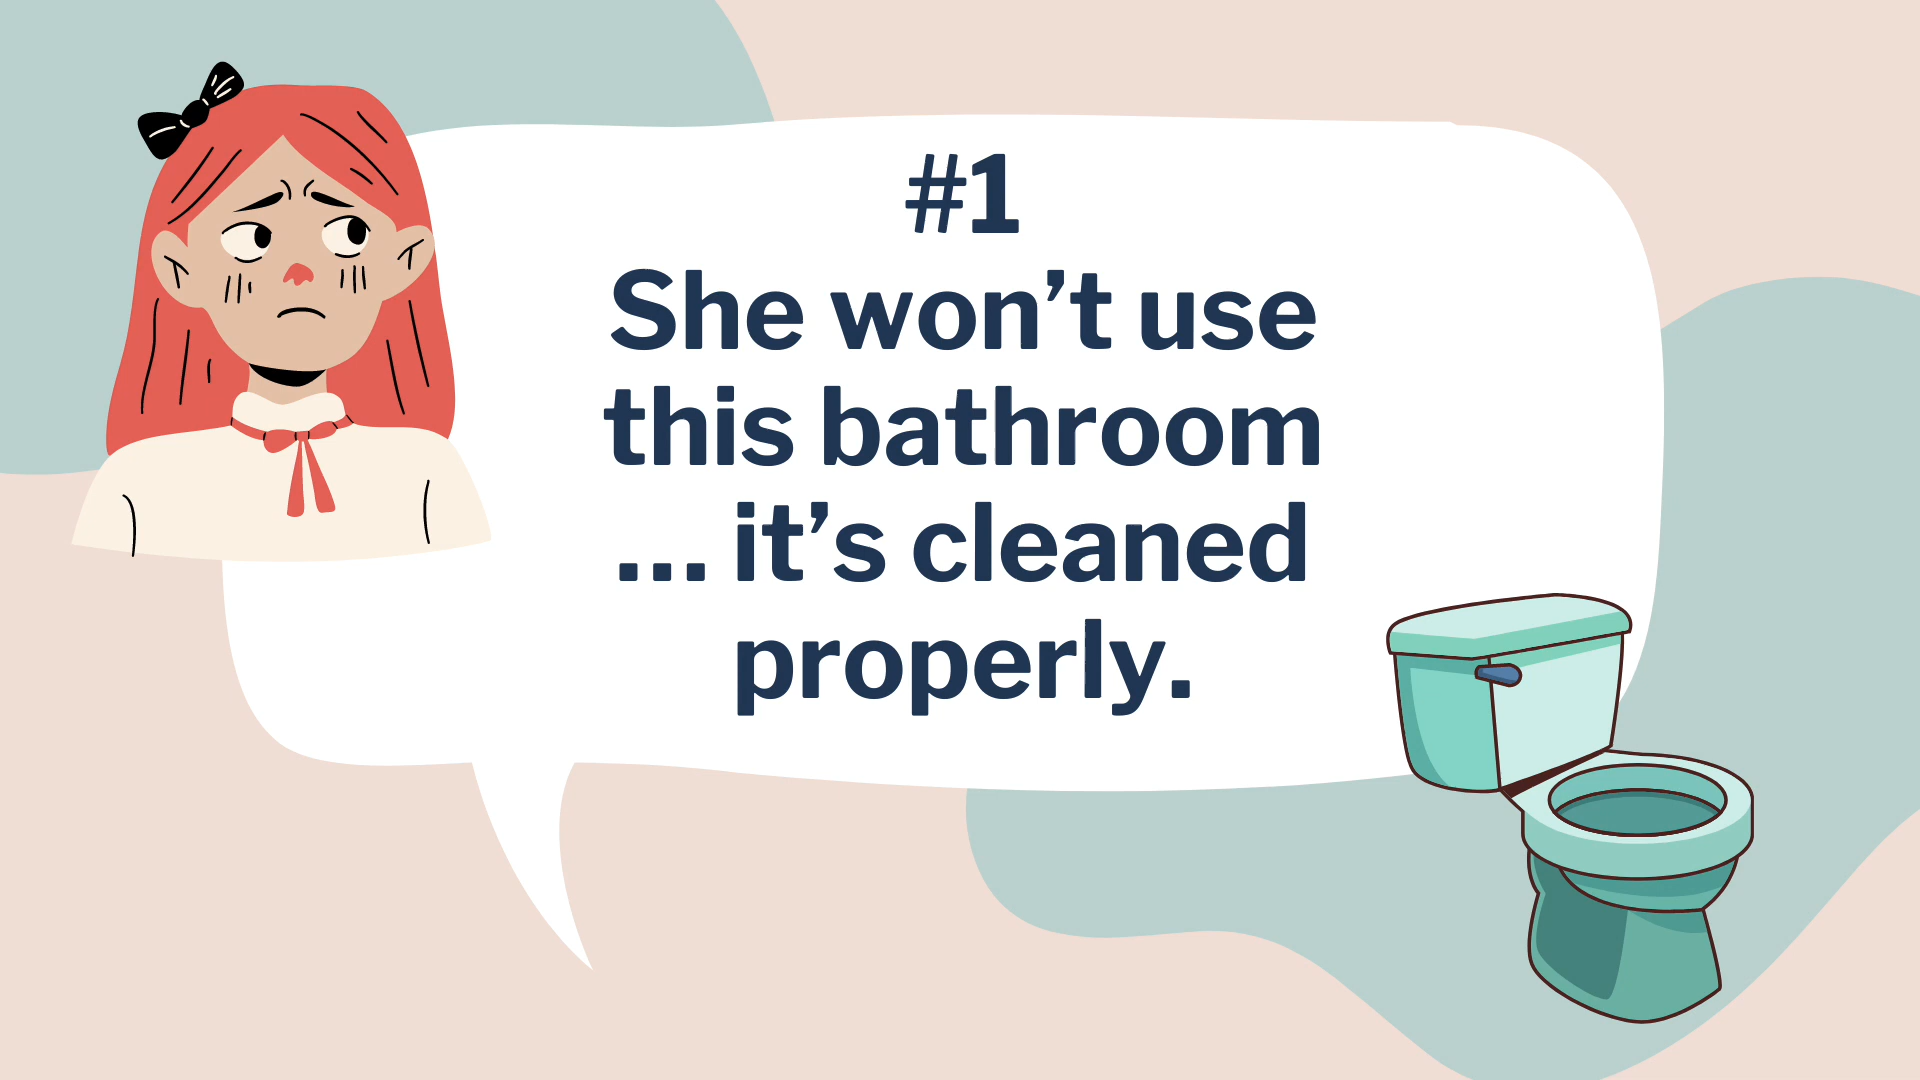 #1
She won’t use
this bathroom
... it’s cleaned
properly.